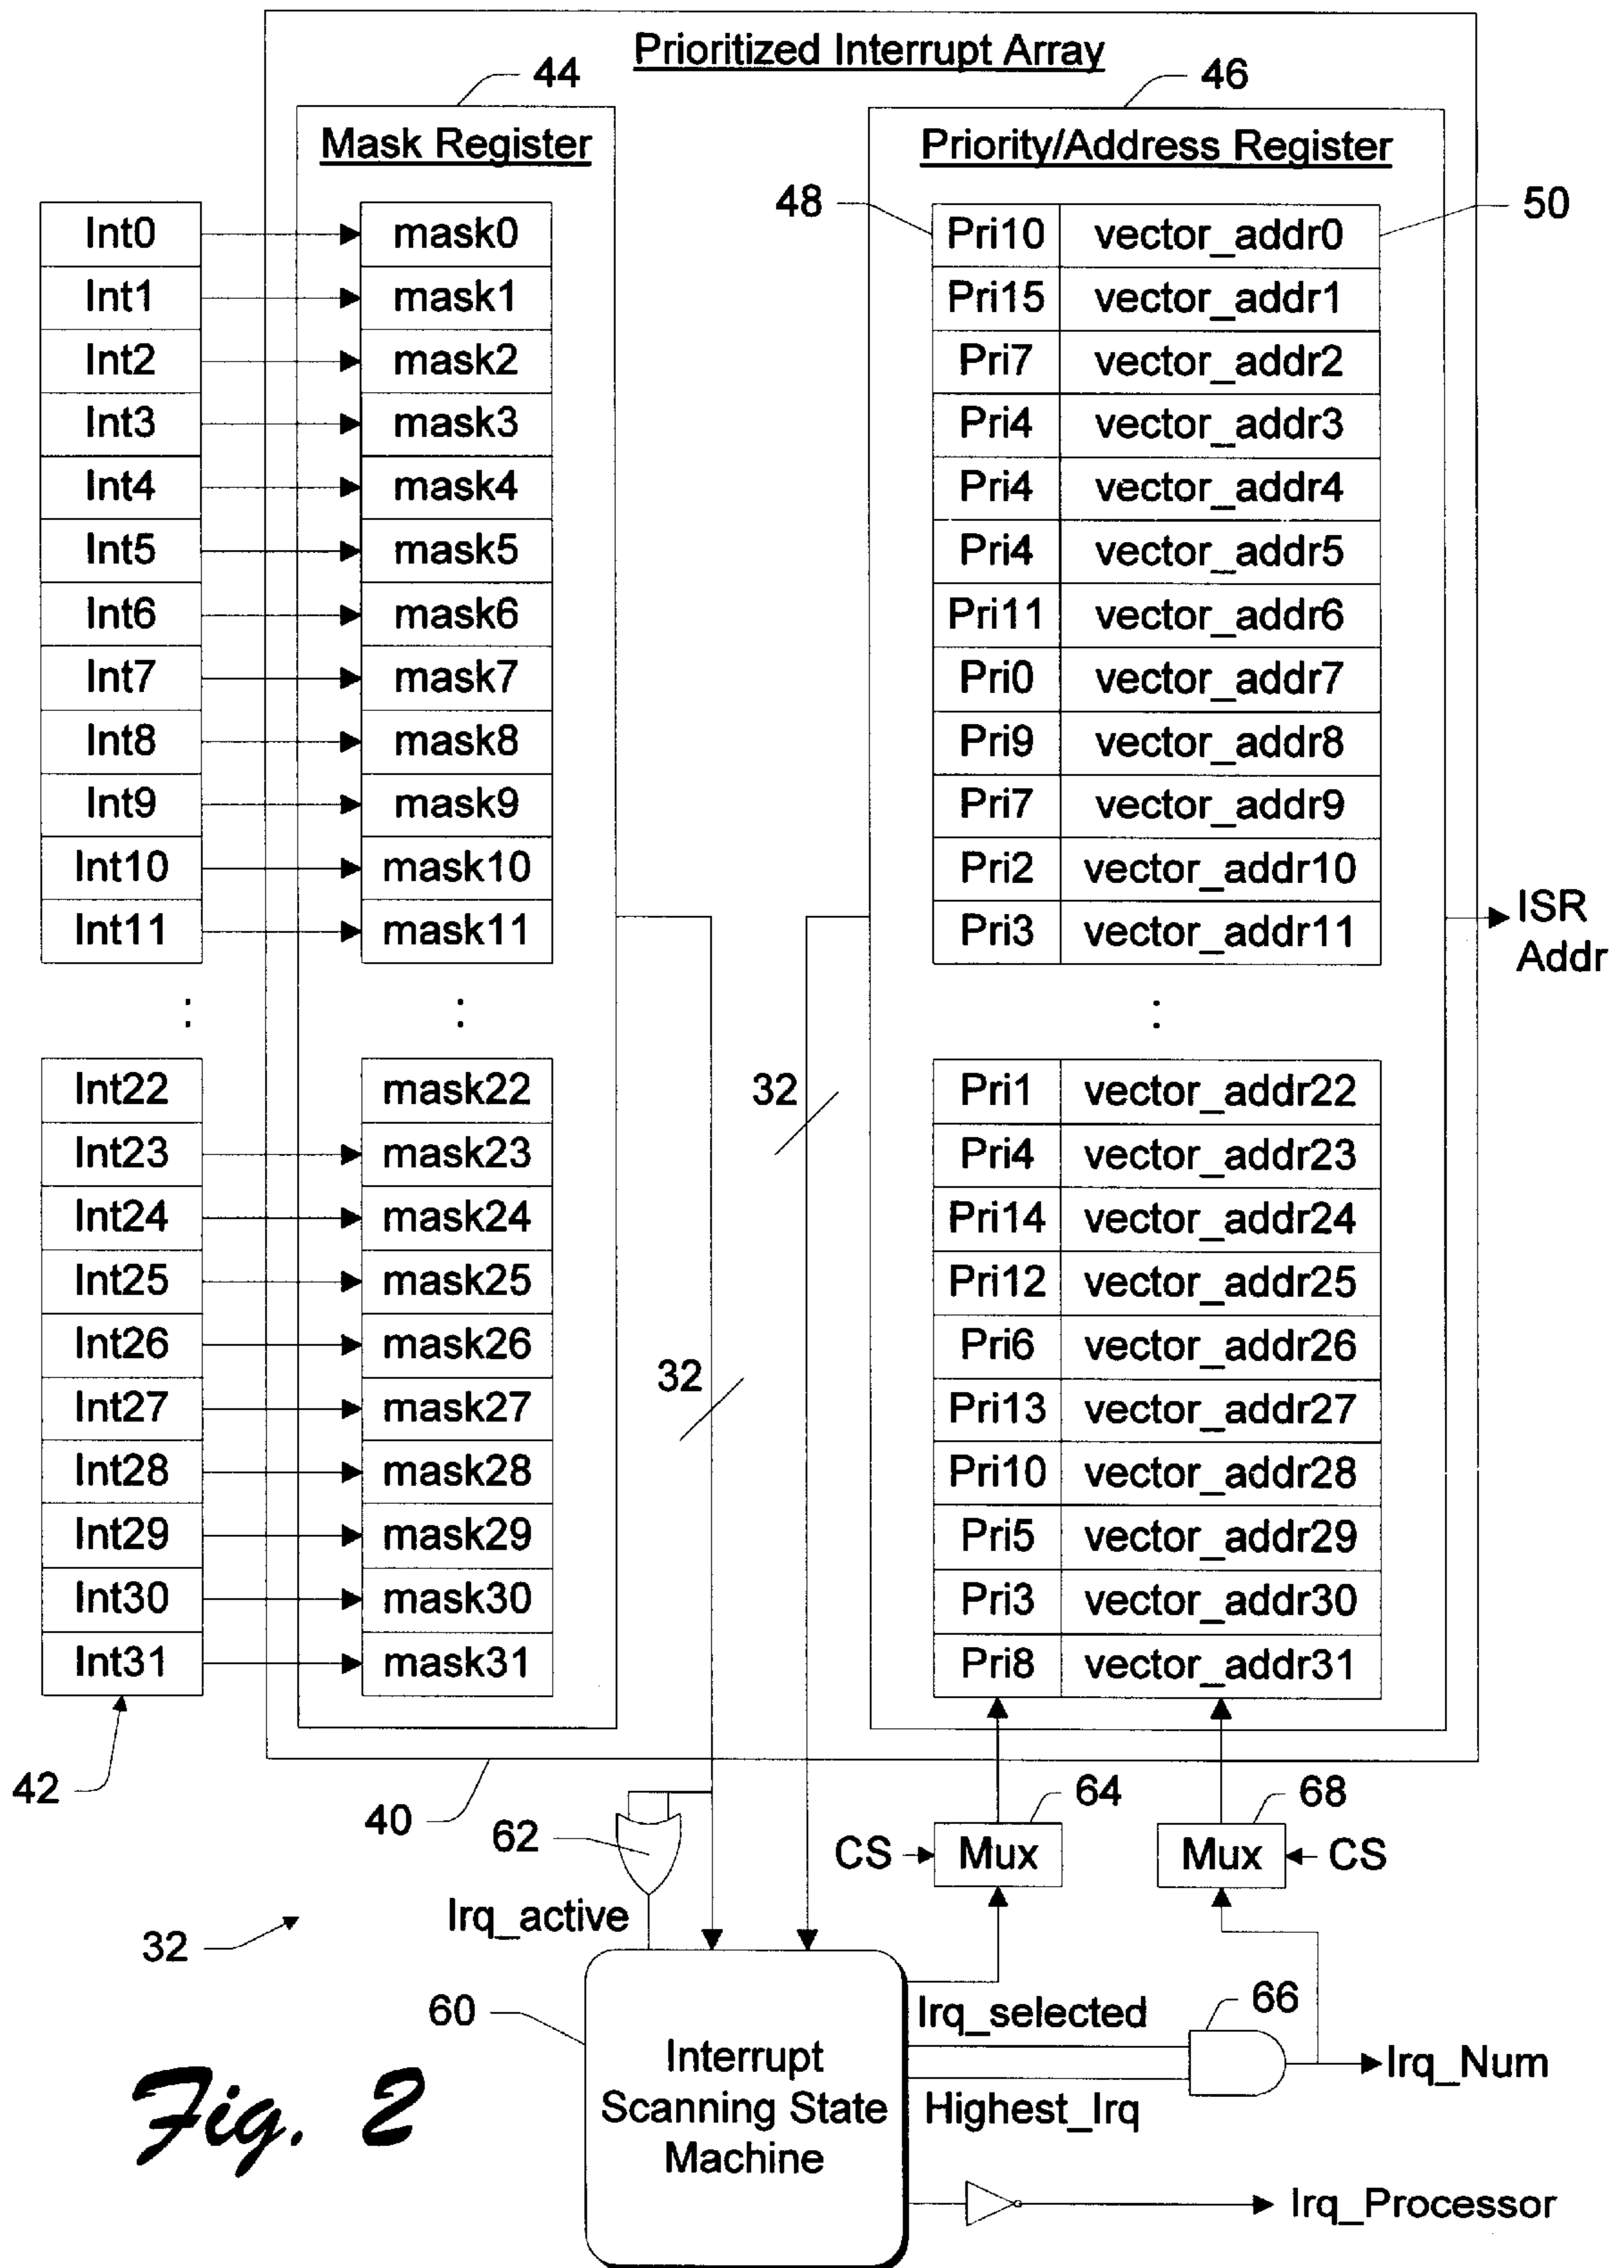 Prioritized Interrupt Array
44
46
Mask Register
Priority/Address Register
48
50
Int0 mask0 Pri10 vector_addr0
Int1 mask1 Pri15 vector_addr1
Int2 mask2 Pri7 vector_addr2
Int3 mask3 Pri4 vector_addr3
Int4 mask4 Pri4 vector_addr4
Int5 mask5 Pri4 vector_addr5
Int6 mask6 Pri11 vector_addr6
Int7 mask7 Pri0 vector_addr7
Int8 mask8 Pri9 vector_addr8
Int9 mask9 Pri7 vector_addr9
Int10 mask10 Pri2 vector_addr10
Int11 mask11 Pri3 vector_addr11
ISR
Addr
: : :
Int22 mask22 32 Pri1 vector_addr22
Int23 mask23 Pri4 vector_addr23
Int24 mask24 Pri14 vector_addr24
Int25 mask25 Pri12 vector_addr25
Int26 mask26 Pri6 vector_addr26
32
Int27 mask27 Pri13 vector_addr27
Int28 mask28 Pri10 vector_addr28
Int29 mask29 Pri5 vector_addr29
Int30 mask30 Pri3 vector_addr30
Int31 mask31 Pri8 vector_addr31
42
40
62
64
68
CS Mux
Mux CS
Irq_active
32
60
Irq_selected
66
Interrupt
Scanning State
Machine
Highest_Irq
Irq_Num
Irq_Processor
Fig. 2